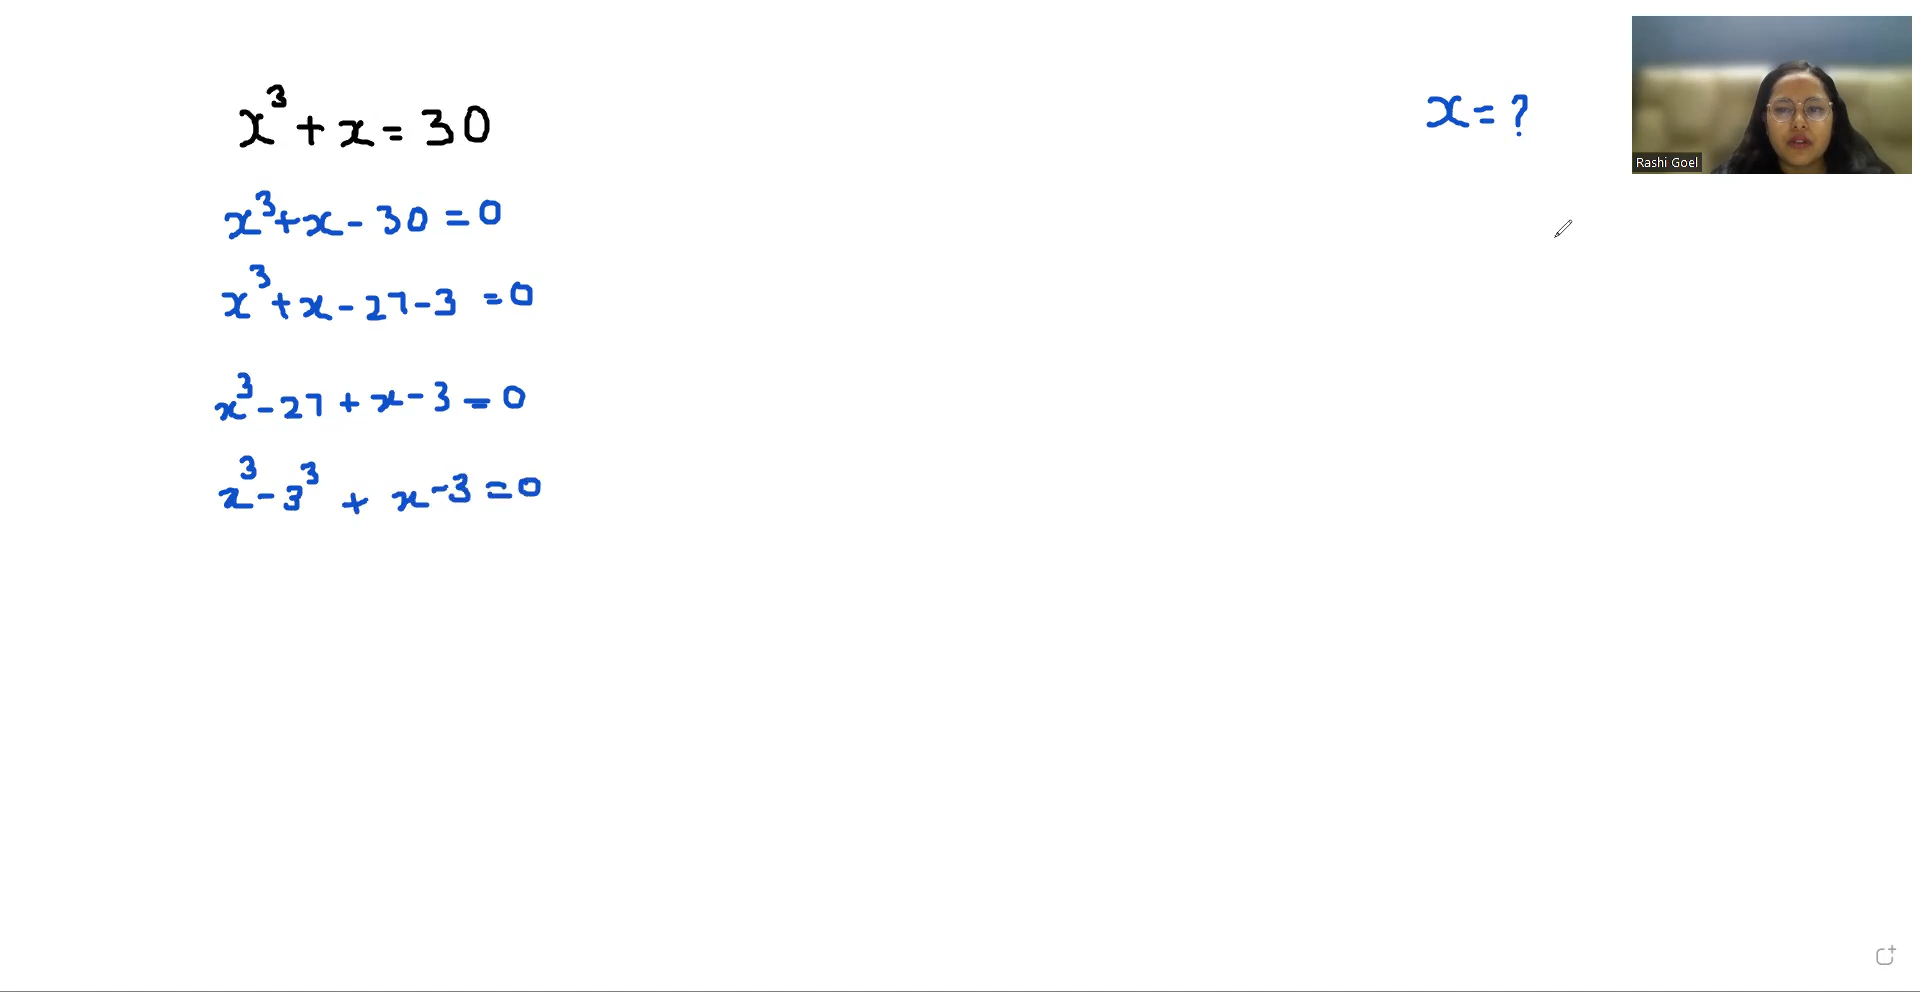 x³ + x = 30
x = ?
Rashi Goel
x³ + x - 30 = 0
x³ + x - 27 - 3 = 0
x³ - 27 + x - 3 = 0
x³ - 3³ + x - 3 = 0